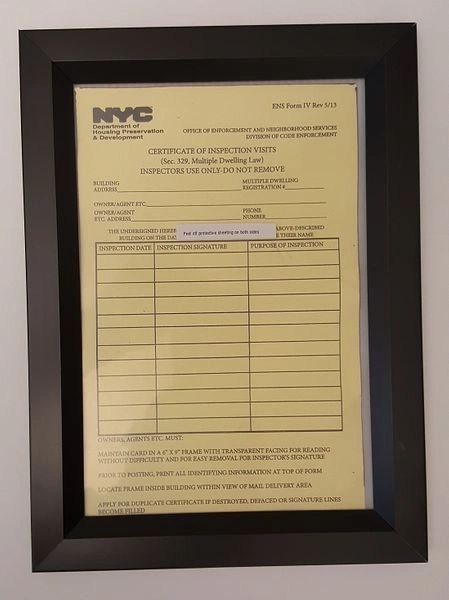 NYC
Department of
Housing Preservation
& Development
ENS Form IV Rev 5/13
OFFICE OF ENFORCEMENT AND NEIGHBORHOOD SERVICES
DIVISION OF CODE ENFORCEMENT
CERTIFICATE OF INSPECTION VISITS
(Sec. 329, Multiple Dwelling Law)
INSPECTORS USE ONLY-DO NOT REMOVE
BUILDING
ADDRESS
MULTIPLE DWELLING
REGISTRATION #
OWNER/AGENT ETC.
OWNER/AGENT
ETC. ADDRESS
PHONE
NUMBER
THE UNDERSIGNED ABOVE-DESCRIBED
BUILDING ON THE THEIR NAME
Peel off protective sheeting on both sides
INSPECTION DATE INSPECTION SIGNATURE PURPOSE OF INSPECTION
OWNERS, AGENTS ETC. MUST:
MAINTAIN CARD IN A 6" X 9" FRAME WITH TRANSPARENT FACING FOR READING
WITHOUT DIFFICULTY AND FOR EASY REMOVAL FOR INSPECTOR'S SIGNATURE
PRIOR TO POSTING, PRINT ALL IDENTIFYING INFORMATION AT TOP OF FORM
LOCATE FRAME INSIDE BUILDING WITHIN VIEW OF MAIL DELIVERY AREA
APPLY FOR DUPLICATE CERTIFICATE IF DESTROYED, DEFACED OR SIGNATURE LINES
BECOME FILLED